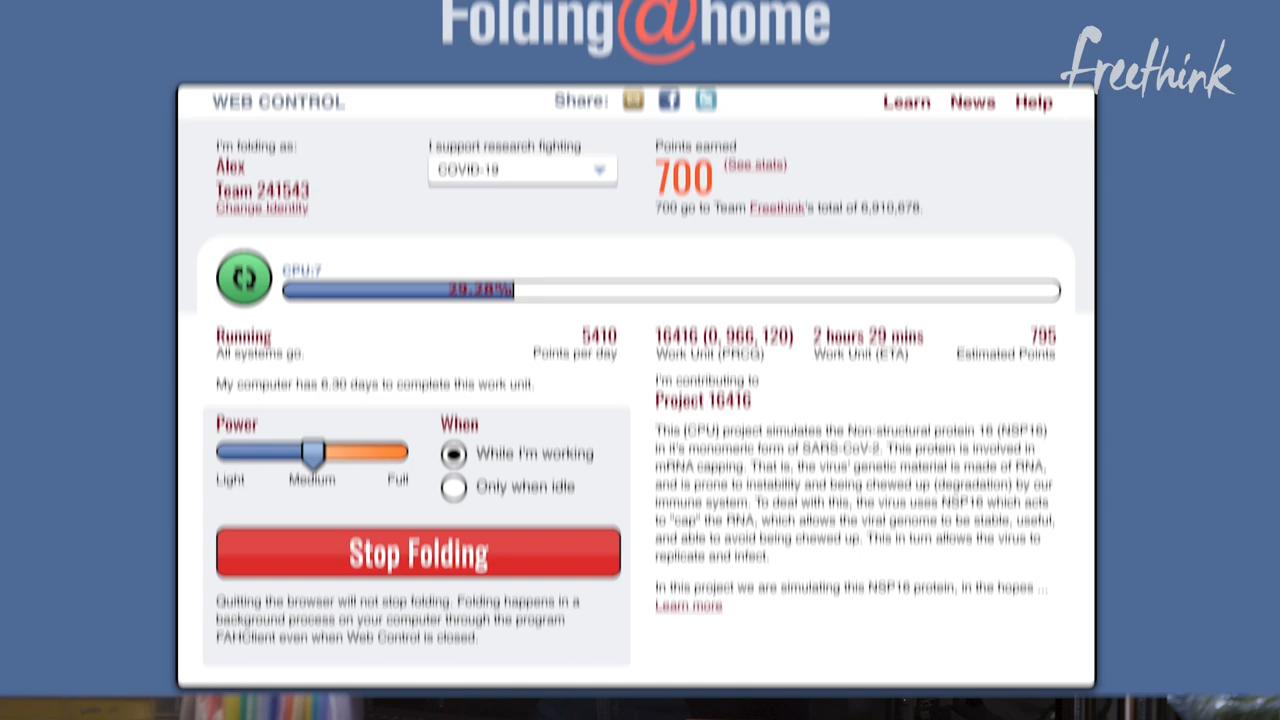 Folding@home
freethink
WEB CONTROL
Share:
Learn News Help
I'm folding as:
Alex
Team 241543
Change Identity
I support research fighting
COVID-19
Points earned
700 (See stats)
700 go to Team Freethink's total of 6,910,678.
CPU:7
29.28%
Running
All systems go.
5410
Points per day
16416 (0, 966, 120)
Work Unit (PRCG)
2 hours 29 mins
Work Unit (ETA)
795
Estimated Points
My computer has 6.30 days to complete this work unit.
I'm contributing to
Project 16416
Power
Light Medium Full
When
While I'm working
Only when idle
Stop Folding
Quitting the browser will not stop folding. Folding happens in a
background process on your computer through the program
FAHClient even when Web Control is closed.
This (CPU) project simulates the Non-structural protein 16 (NSP16)
in it's monomeric form of SARS-CoV-2. This protein is involved in
mRNA capping. That is, the virus' genetic material is made of RNA,
and is prone to instability and being chewed up (degradation) by our
immune system. To deal with this, the virus uses NSP16 which acts
to "cap" the RNA, which allows the viral genome to be stable, useful,
and able to avoid being chewed up. This in turn allows the virus to
replicate and infect.
In this project we are simulating this NSP16 protein, in the hopes ...
Learn more